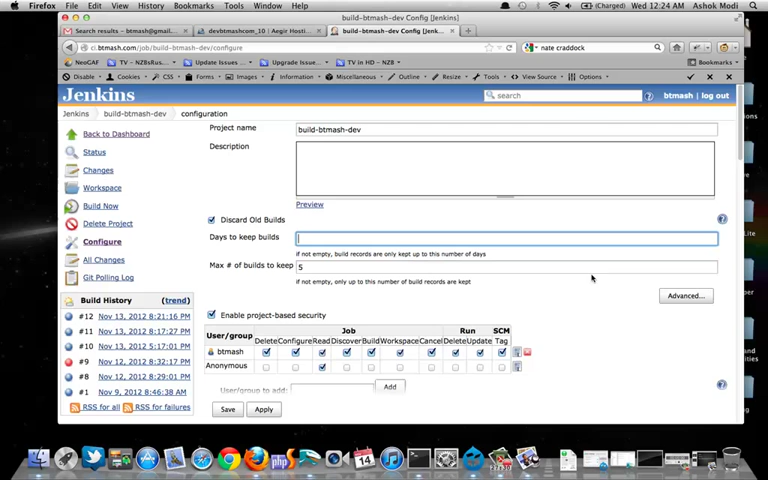 Firefox File Edit View History Bookmarks Tools Window Help (Charged) Wed 12:24 AM Ashok Modi
build-btmash-dev Config [Jenkins]
Search results - btmash@gmail... devbtmashcom_10 | Aegir Hosti... build-btmash-dev Config [Jenk...
ci.btmash.com/job/build-btmash-dev/configure nate craddock
NeoGAF TV - NZBsRus... Update Issues ... Upgrade Issue... TV in HD - NZB... Bookmarks
Disable Cookies CSS Forms Images Information Miscellaneous Outline Resize Tools View Source Options
Jenkins search btmash | log out
Jenkins build-btmash-dev configuration
Back to Dashboard
Status
Changes
Workspace
Build Now
Delete Project
Configure
All Changes
Git Polling Log
Build History (trend)
#12 Nov 13, 2012 8:21:16 PM
#11 Nov 13, 2012 8:17:27 PM
#10 Nov 13, 2012 5:17:01 PM
#9 Nov 12, 2012 8:32:17 PM
#8 Nov 12, 2012 8:29:01 PM
#1 Nov 9, 2012 8:46:38 AM
RSS for all RSS for failures
Project name build-btmash-dev
Description
Preview
Discard Old Builds
Days to keep builds
if not empty, build records are only kept up to this number of days
Max # of builds to keep 5
if not empty, only up to this number of build records are kept
Advanced...
Enable project-based security
User/group Job Run SCM
Delete Configure Read Discover Build Workspace Cancel Delete Update Tag
btmash
Anonymous
User/group to add: Add
Save Apply